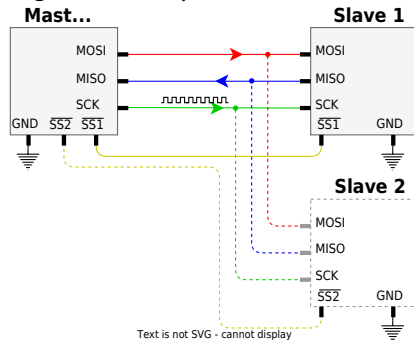 Mast...
MOSI
MISO
SCK
GND SS2 SS1
Slave 1
MOSI
MISO
SCK
SS1 GND
Slave 2
MOSI
MISO
SCK
SS2 GND
Text is not SVG - cannot display